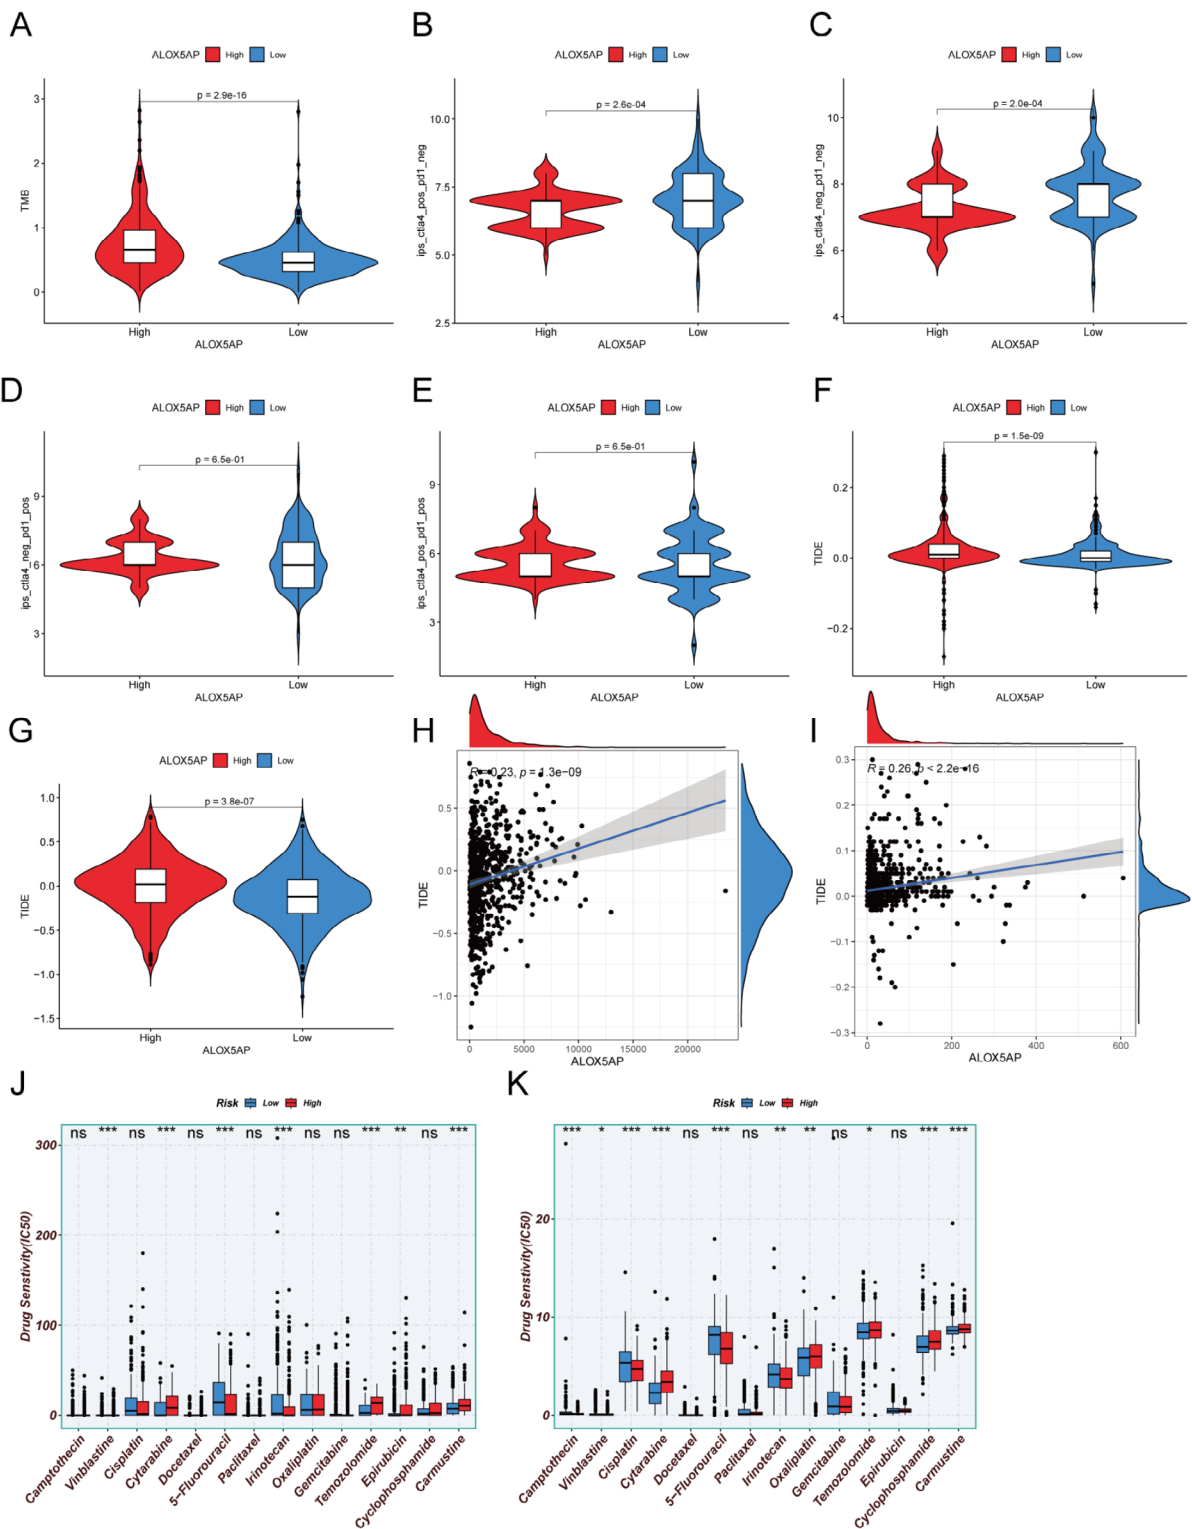 A
ALOX5AP High Low
p = 2.9e-16
TMB
3
2
1
0
High Low
ALOX5AP
B
ALOX5AP High Low
p = 2.6e-04
ips_ctla4_pos_pd1_neg
10.0
7.5
5.0
2.5
High Low
ALOX5AP
C
ALOX5AP High Low
p = 2.0e-04
ips_ctla4_neg_pd1_neg
10
8
6
4
High Low
ALOX5AP
D
ALOX5AP High Low
p = 6.5e-01
ips_ctla4_neg_pd1_pos
9
6
3
High Low
ALOX5AP
E
ALOX5AP High Low
p = 6.5e-01
ips_ctla4_pos_pd1_pos
9
6
3
High Low
ALOX5AP
F
ALOX5AP High Low
p = 1.5e-09
TIDE
0.2
0.0
−0.2
High Low
ALOX5AP
G
ALOX5AP High Low
p = 3.8e-07
TIDE
1.0
0.5
0.0
−0.5
−1.0
−1.5
High Low
ALOX5AP
H
R = 0.23, p = 1.3e−09
TIDE
0.5
0.0
−0.5
−1.0
0 5000 10000 15000 20000
ALOX5AP
I
R = 0.26, p < 2.2e−16
TIDE
0.3
0.2
0.1
0.0
−0.1
−0.2
−0.3
0 200 400 600
ALOX5AP
J
Risk Low High
ns *** ns *** ns *** ns *** ns ns *** ** ns ***
Drug Senstivity(IC50)
300
200
100
0
Camptothecin
Vinblastine
Cisplatin
Cytarabine
Docetaxel
5−Fluorouracil
Paclitaxel
Irinotecan
Oxaliplatin
Gemcitabine
Temozolomide
Epirubicin
Cyclophosphamide
Carmustine
K
Risk Low High
*** * *** *** ns *** ns ** ** ns * ns *** ***
Drug Senstivity(IC50)
20
10
0
Camptothecin
Vinblastine
Cisplatin
Cytarabine
Docetaxel
5−Fluorouracil
Paclitaxel
Irinotecan
Oxaliplatin
Gemcitabine
Temozolomide
Epirubicin
Cyclophosphamide
Carmustine